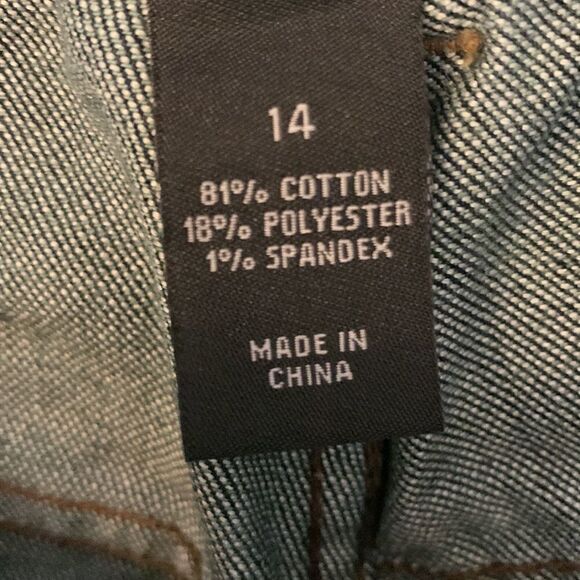 14
81% COTTON
18% POLYESTER
1% SPANDEX
MADE IN
CHINA